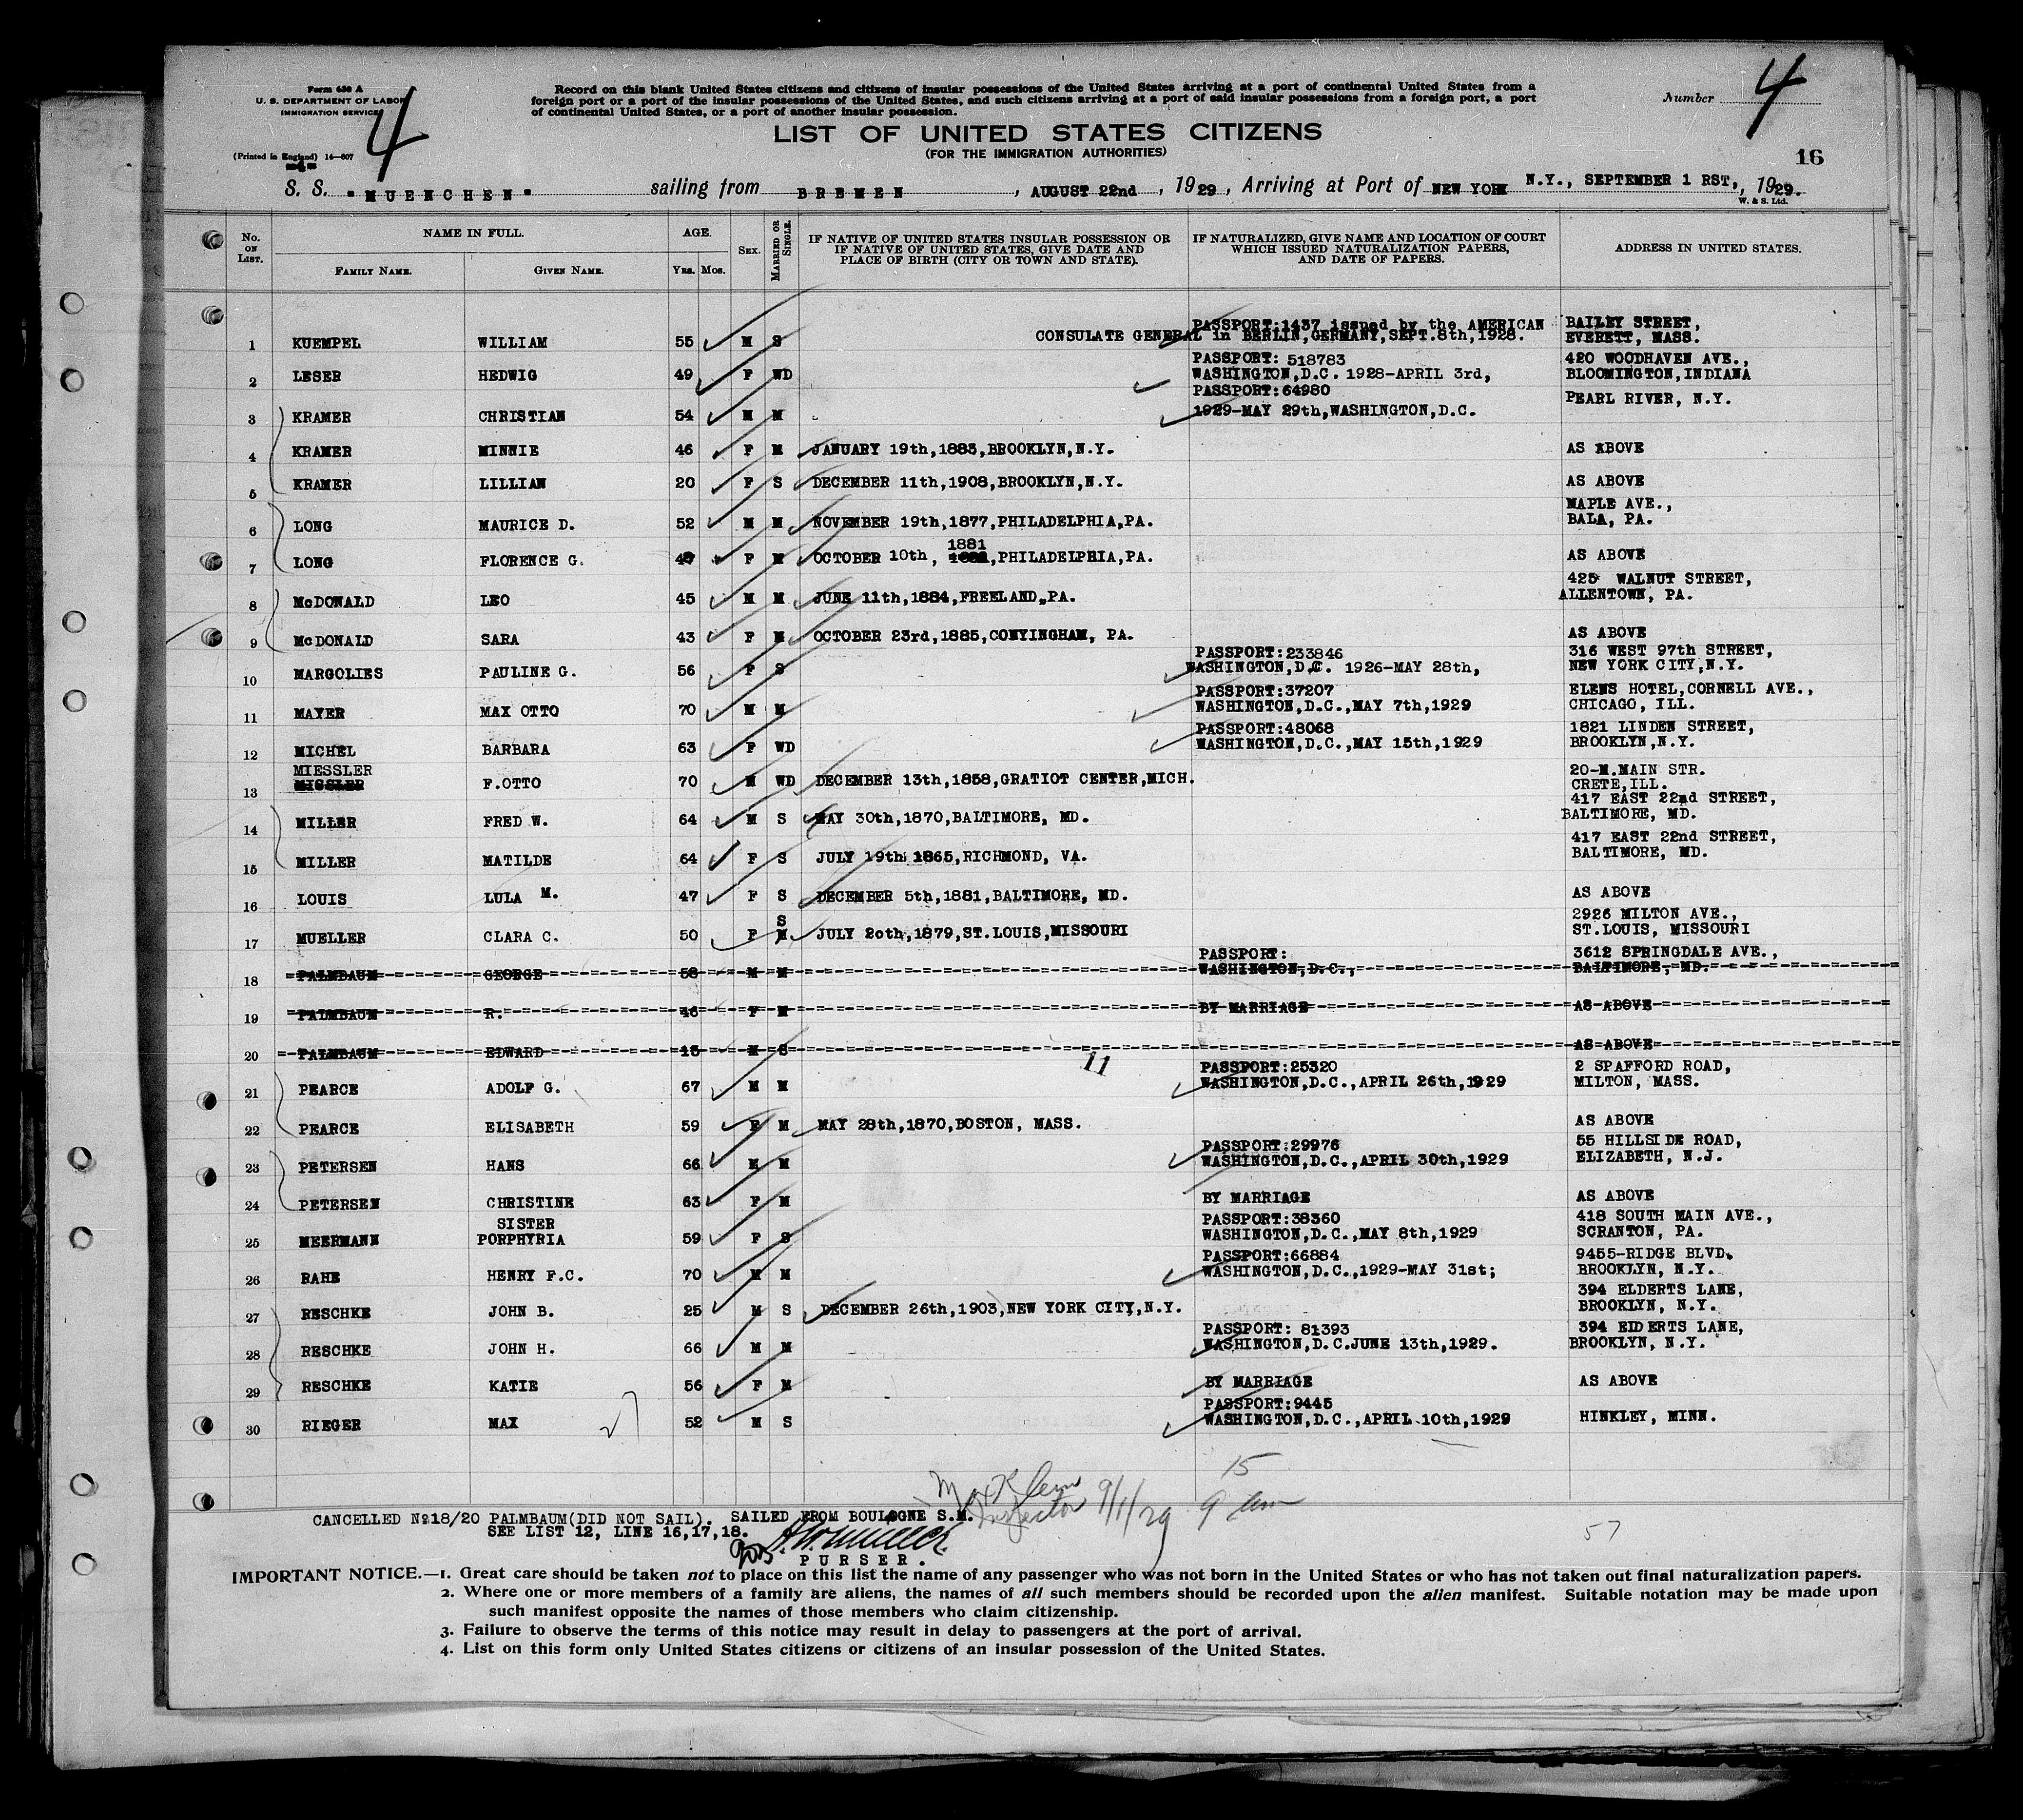 Form 630 A
U. S. DEPARTMENT OF LABOR
IMMIGRATION SERVICE
4
(Printed in England) 14—607
-4-
Record on this blank United States citizens and citizens of insular possessions of the United States arriving at a port of continental United States from a
foreign port or a port of the insular possessions of the United States, and such citizens arriving at a port of said insular possessions from a foreign port, a port
of continental United States, or a port of another insular possession.
LIST OF UNITED STATES CITIZENS
(FOR THE IMMIGRATION AUTHORITIES)
Number 4
16
S. S. "MUENCHEN" sailing from BREMEN, AUGUST 22nd, 1929, Arriving at Port of NEW YORK N.Y., SEPTEMBER 1 RST, 1929.
W. & S. Ltd.
No. ON LIST. NAME IN FULL. AGE. SEX. MARRIED OR SINGLE. IF NATIVE OF UNITED STATES INSULAR POSSESSION OR IF NATIVE OF UNITED STATES, GIVE DATE AND PLACE OF BIRTH (CITY OR TOWN AND STATE). IF NATURALIZED, GIVE NAME AND LOCATION OF COURT WHICH ISSUED NATURALIZATION PAPERS, AND DATE OF PAPERS. ADDRESS IN UNITED STATES.
FAMILY NAME. GIVEN NAME. YRS. MOS.
1 KUEMPEL WILLIAM 55 M S PASSPORT:1437 issued by the AMERICAN CONSULATE GENERAL in BERLIN,GERMANY,SEPT.8th,1928. BAILEY STREET, EVERETT, MASS.
2 LESER HEDWIG 49 F WD PASSPORT: 518783 WASHINGTON,D.C. 1928-APRIL 3rd, 420 WOODHAVEN AVE., BLOOMINGTON,INDIANA
3 KRAMER CHRISTIAN 54 M M PASSPORT:64980 1929-MAY 29th,WASHINGTON,D.C. PEARL RIVER, N.Y.
4 KRAMER MINNIE 46 F M JANUARY 19th,1883,BROOKLYN,N.Y. AS ABOVE
5 KRAMER LILLIAN 20 F S DECEMBER 11th,1908,BROOKLYN,N.Y. AS ABOVE
6 LONG MAURICE D. 52 M M NOVEMBER 19th,1877,PHILADELPHIA,PA. MAPLE AVE., BALA, PA.
7 LONG FLORENCE G. F M OCTOBER 10th, 1881,PHILADELPHIA,PA. AS ABOVE
8 McDONALD LEO 45 M M JUNE 11th,1884,FREELAND,PA. 425 WALNUT STREET, ALLENTOWN, PA.
9 McDONALD SARA 43 F M OCTOBER 23rd,1885,CONYINGHAM, PA. AS ABOVE
10 MARGOLIES PAULINE G. 56 F S PASSPORT:233846 WASHINGTON,D.C. 1926-MAY 28th, 316 WEST 97th STREET, NEW YORK CITY,N.Y.
11 MAYER MAX OTTO 70 M M PASSPORT:37207 WASHINGTON,D.C.,MAY 7th,1929 ELENS HOTEL,CORNELL AVE., CHICAGO, ILL.
12 MICHEL BARBARA 63 F WD PASSPORT:48068 WASHINGTON,D.C.,MAY 15th,1929 1821 LINDEN STREET, BROOKLYN,N.Y.
13 MIESSLER MISSLER F.OTTO 70 M WD DECEMBER 13th,1858,GRATIOT CENTER,MICH. 20-M.MAIN STR. CRETE,ILL.
14 MILLER FRED W. 64 M S MAY 30th,1870,BALTIMORE, MD. 417 EAST 22nd STREET, BALTIMORE, MD.
15 MILLER MATILDE 64 F S JULY 19th 1865,RICHMOND, VA. 417 EAST 22nd STREET, BALTIMORE, MD.
16 LOUIS LULA M. 47 F S DECEMBER 5th,1881,BALTIMORE, MD. AS ABOVE
17 MUELLER CLARA C. 50 F M S JULY 20th,1879,ST.LOUIS,MISSOURI 2926 MILTON AVE., ST.LOUIS, MISSOURI
18 PALMBAUM GEORGE 58 M M PASSPORT: WASHINGTON,D.C., 3612 SPRINGDALE AVE., BALTIMORE, MD.
19 PALMBAUM R. 46 F M BY MARRIAGE AS ABOVE
20 PALMBAUM EDWARD 15 M S AS ABOVE
11
21 PEARCE ADOLF G. 67 M M PASSPORT:25320 WASHINGTON,D.C.,APRIL 26th,1929 2 SPAFFORD ROAD, MILTON, MASS.
22 PEARCE ELISABETH 59 F M MAY 28th,1870,BOSTON, MASS. AS ABOVE
23 PETERSEN HANS 66 M M PASSPORT:29976 WASHINGTON,D.C.,APRIL 30th,1929 55 HILLSIDE ROAD, ELIZABETH, N.J.
24 PETERSEN CHRISTINE 63 F M BY MARRIAGE AS ABOVE
25 MEERMANN SISTER PORPHYRIA 59 F S PASSPORT:38360 WASHINGTON,D.C.,MAY 8th,1929 418 SOUTH MAIN AVE., SCRANTON, PA.
26 RAHE HENRY F.C. 70 M M PASSPORT:66884 WASHINGTON,D.C.,1929-MAY 31st; 9455-RIDGE BLVD. BROOKLYN, N.Y.
27 RESCHKE JOHN B. 25 M S DECEMBER 26th,1903,NEW YORK CITY,N.Y. 394 ELDERTS LANE, BROOKLYN, N.Y.
28 RESCHKE JOHN H. 66 M M PASSPORT: 81393 WASHINGTON,D.C.JUNE 13th,1929. 394 ELDERTS LANE, BROOKLYN, N.Y.
29 RESCHKE KATIE 56 F M BY MARRIAGE AS ABOVE
30 RIEGER MAX 52 M S PASSPORT:9445 WASHINGTON,D.C.,APRIL 10th,1929 HINKLEY, MINN.
15
Inspector 9/1/29 9 am
57
CANCELLED №18/20 PALMBAUM(DID NOT SAIL). SAILED FROM BOULOGNE S.M.
SEE LIST 12, LINE 16,17,18.
PURSER.
IMPORTANT NOTICE.—1. Great care should be taken not to place on this list the name of any passenger who was not born in the United States or who has not taken out final naturalization papers.
2. Where one or more members of a family are aliens, the names of all such members should be recorded upon the alien manifest. Suitable notation may be made upon
such manifest opposite the names of those members who claim citizenship.
3. Failure to observe the terms of this notice may result in delay to passengers at the port of arrival.
4. List on this form only United States citizens or citizens of an insular possession of the United States.